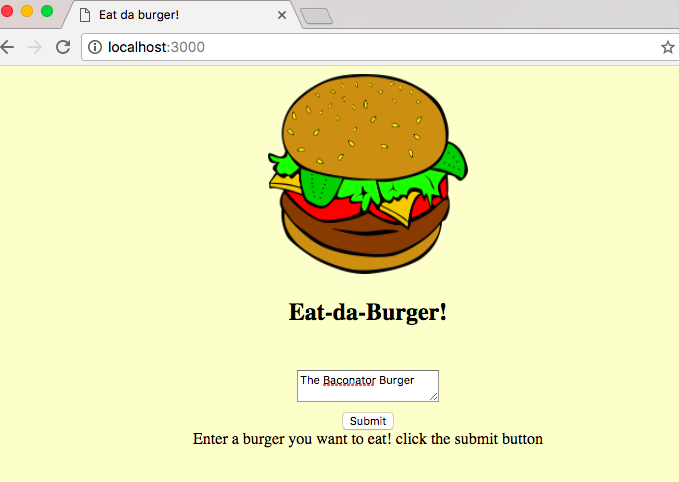 Eat da burger!
localhost:3000
Eat-da-Burger!
The Baconator Burger
Submit
Enter a burger you want to eat! click the submit button